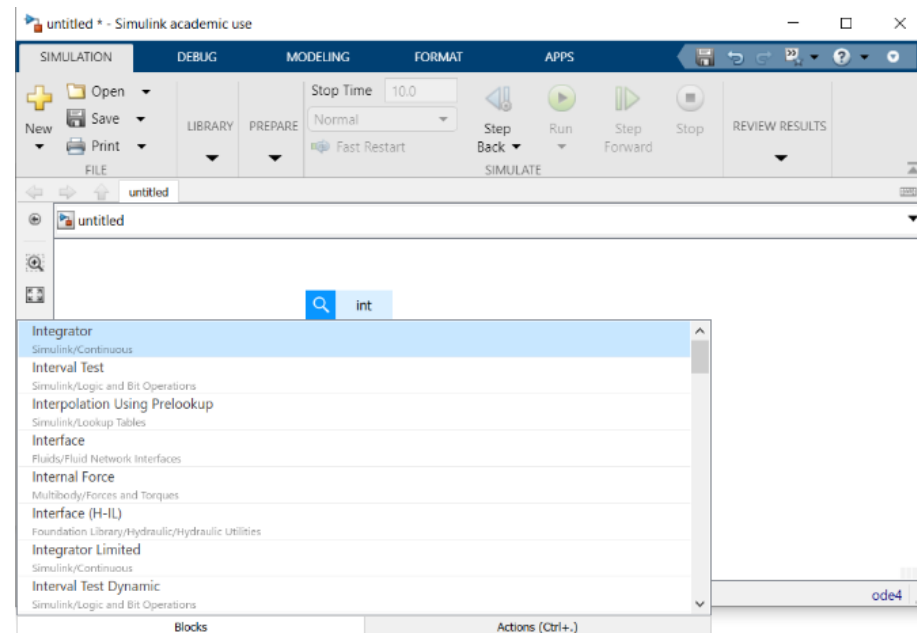 untitled * - Simulink academic use
SIMULATION DEBUG MODELING FORMAT APPS
New
Open
Save
Print
FILE
LIBRARY
PREPARE
Stop Time 10.0
Normal
Fast Restart
Step Back
Run
Step Forward
Stop
SIMULATE
REVIEW RESULTS
untitled
untitled
int
Integrator
Simulink/Continuous
Interval Test
Simulink/Logic and Bit Operations
Interpolation Using Prelookup
Simulink/Lookup Tables
Interface
Fluids/Fluid Network Interfaces
Internal Force
Multibody/Forces and Torques
Interface (H-IL)
Foundation Library/Hydraulic/Hydraulic Utilities
Integrator Limited
Simulink/Continuous
Interval Test Dynamic
Simulink/Logic and Bit Operations
ode4
Blocks Actions (Ctrl+.)